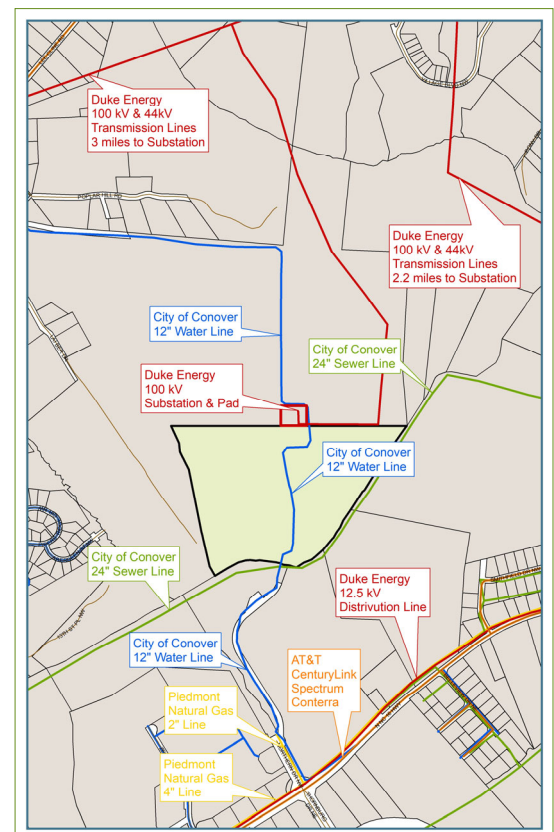 Duke Energy
100 kV & 44kV
Transmission Lines
3 miles to Substation
POPLAR HILL RD
Duke Energy
100 kV & 44kV
Transmission Lines
2.2 miles to Substation
City of Conover
12" Water Line
City of Conover
24" Sewer Line
Duke Energy
100 kV
Substation & Pad
City of Conover
12" Water Line
City of Conover
24" Sewer Line
Duke Energy
12.5 kV
Distrivution Line
City of Conover
12" Water Line
AT&T
CenturyLink
Spectrum
Conterra
Piedmont
Natural Gas
2" Line
Piedmont
Natural Gas
4" Line